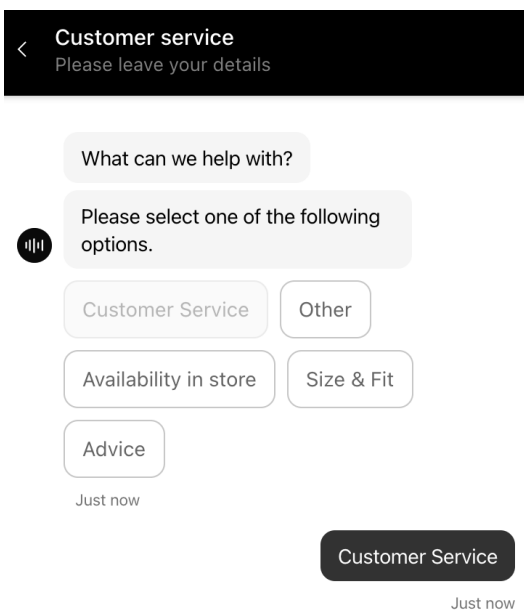 Customer service
Please leave your details
What can we help with?
Please select one of the following
options.
Customer Service
Other
Availability in store
Size & Fit
Advice
Just now
Customer Service
Just now